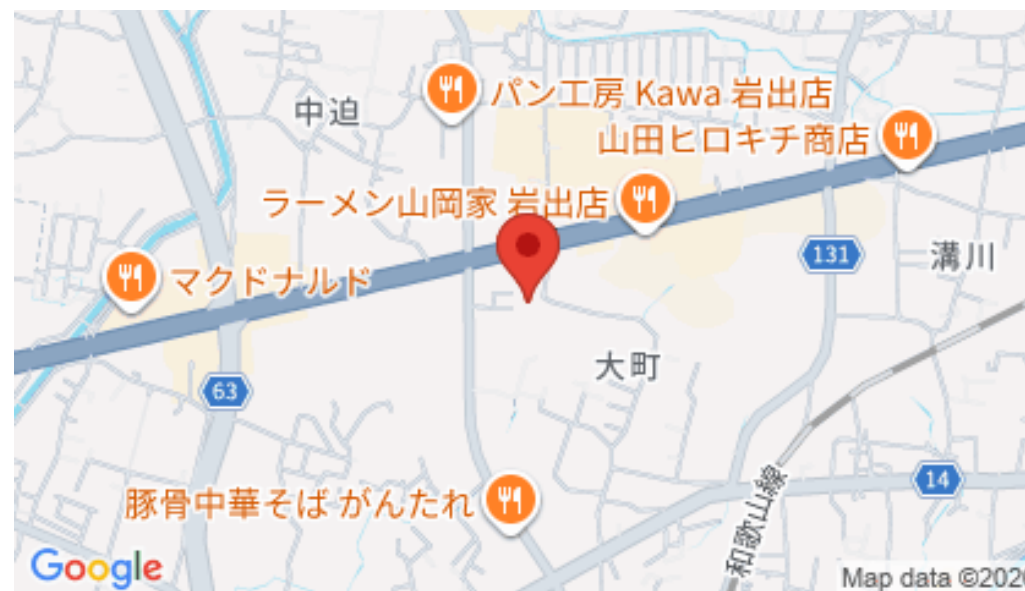 中迫
パン工房 Kawa 岩出店
山田ヒロキチ商店
ラーメン山岡家 岩出店
131
溝川
マクドナルド
大町
63
14
豚骨中華そば がんたれ
和歌山線
Google
Map data ©2026